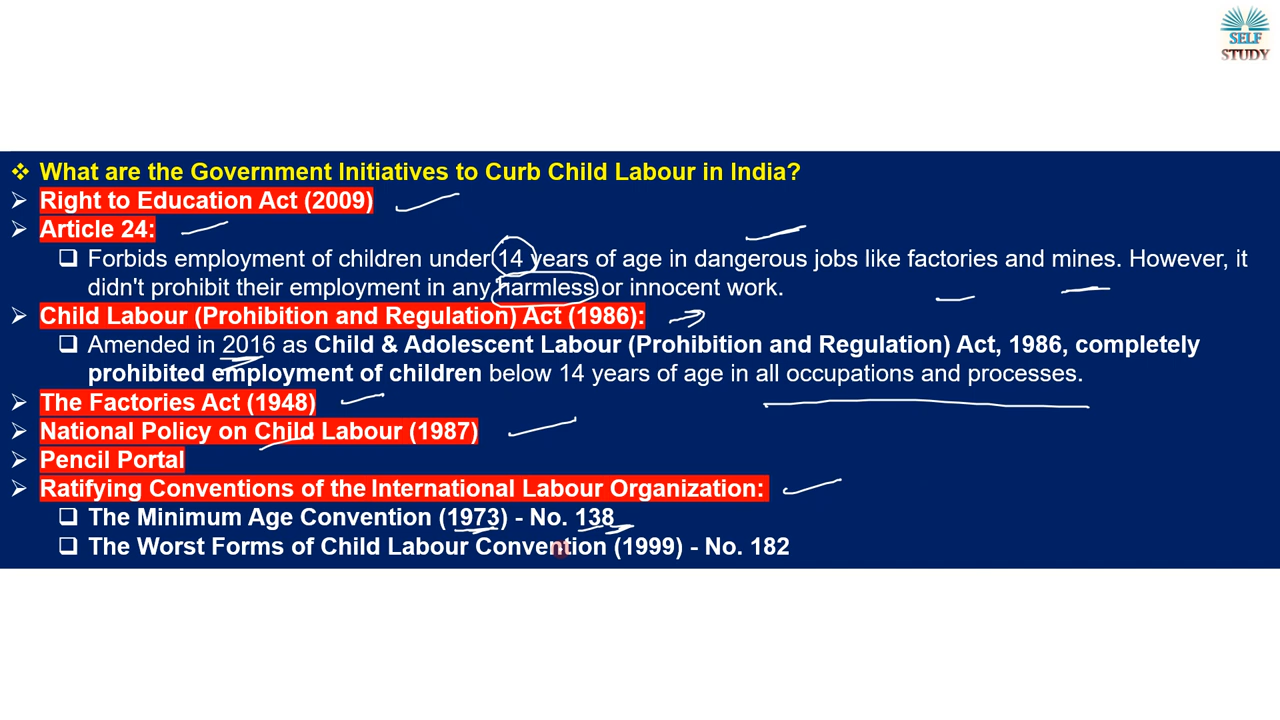 SELF
STUDY
❖ What are the Government Initiatives to Curb Child Labour in India?
➢ Right to Education Act (2009)
➢ Article 24:
❑ Forbids employment of children under 14 years of age in dangerous jobs like factories and mines. However, it
didn't prohibit their employment in any harmless or innocent work.
➢ Child Labour (Prohibition and Regulation) Act (1986):
❑ Amended in 2016 as Child & Adolescent Labour (Prohibition and Regulation) Act, 1986, completely
prohibited employment of children below 14 years of age in all occupations and processes.
➢ The Factories Act (1948)
➢ National Policy on Child Labour (1987)
➢ Pencil Portal
➢ Ratifying Conventions of the International Labour Organization:
❑ The Minimum Age Convention (1973) - No. 138
❑ The Worst Forms of Child Labour Convention (1999) - No. 182